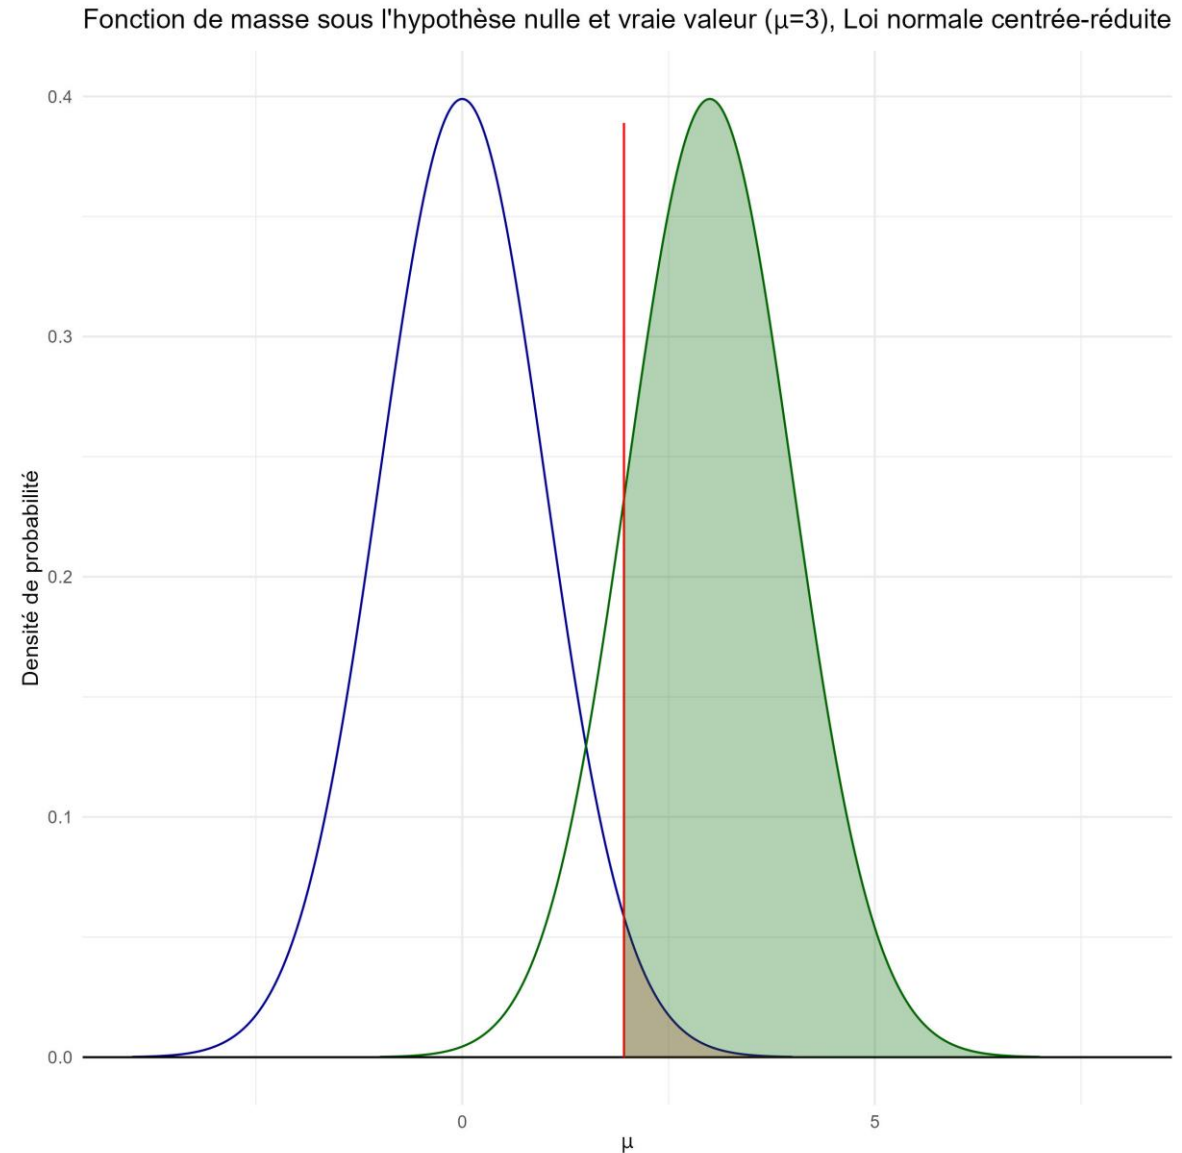 Fonction de masse sous l'hypothèse nulle et vraie valeur (μ=3), Loi normale centrée-réduite
0.4
0.3
0.2
0.1
0.0
Densité de probabilité
0
5
μ